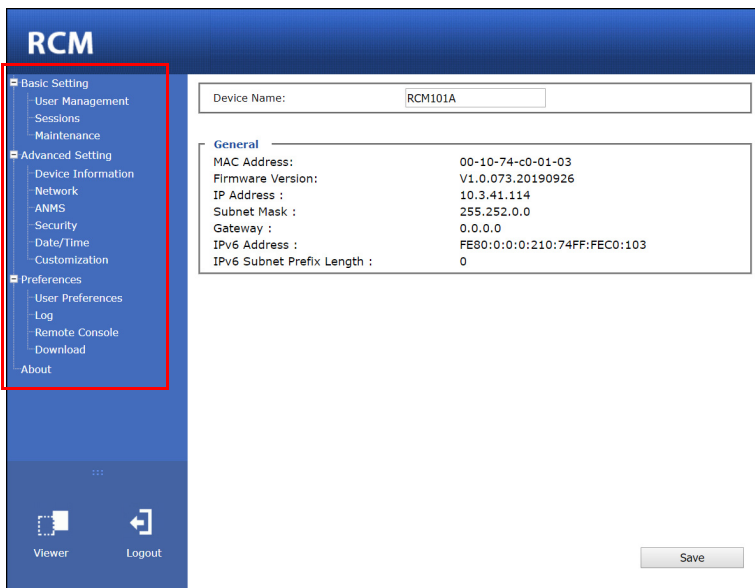 RCM
Basic Setting
User Management
Sessions
Maintenance
Advanced Setting
Device Information
Network
ANMS
Security
Date/Time
Customization
Preferences
User Preferences
Log
Remote Console
Download
About
Viewer
Logout
Device Name: RCM101A
General
MAC Address: 00-10-74-c0-01-03
Firmware Version: V1.0.073.20190926
IP Address : 10.3.41.114
Subnet Mask : 255.252.0.0
Gateway : 0.0.0.0
IPv6 Address : FE80:0:0:0:210:74FF:FEC0:103
IPv6 Subnet Prefix Length : 0
Save